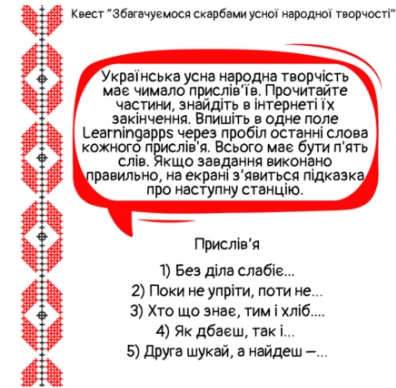 Квест "Збагачуємося скарбами усної народної творчості"
Українська усна народна творчість
має чимало прислів'їв. Прочитайте
частини, знайдіть в інтернеті їх
закінчення. Впишіть в одне поле
Learningapps через пробіл останні слова
кожного прислів'я. Всього має бути п'ять
слів. Якщо завдання виконано
правильно, на екрані з'явиться підказка
про наступну станцію.
Прислів'я
1) Без діла слабіє...
2) Поки не упріти, поти не...
3) Хто що знає, тим і хліб....
4) Як дбаєш, так і...
5) Друга шукай, а найдеш –...